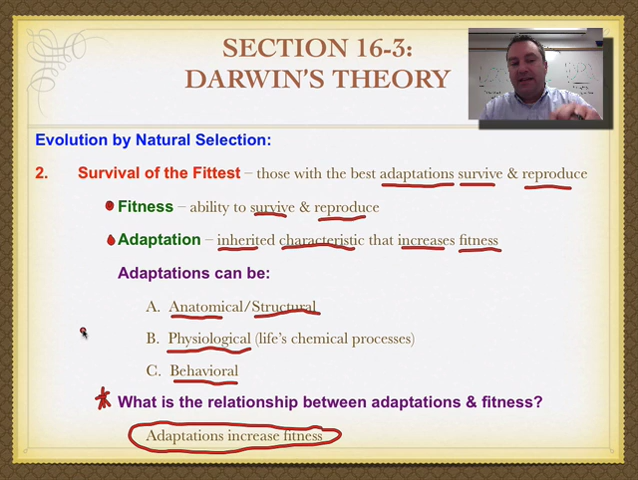 SECTION 16-3:
DARWIN'S THEORY
Evolution by Natural Selection:
2. Survival of the Fittest – those with the best adaptations survive & reproduce
Fitness – ability to survive & reproduce
Adaptation – inherited characteristic that increases fitness
Adaptations can be:
A. Anatomical/Structural
B. Physiological (life's chemical processes)
C. Behavioral
What is the relationship between adaptations & fitness?
Adaptations increase fitness